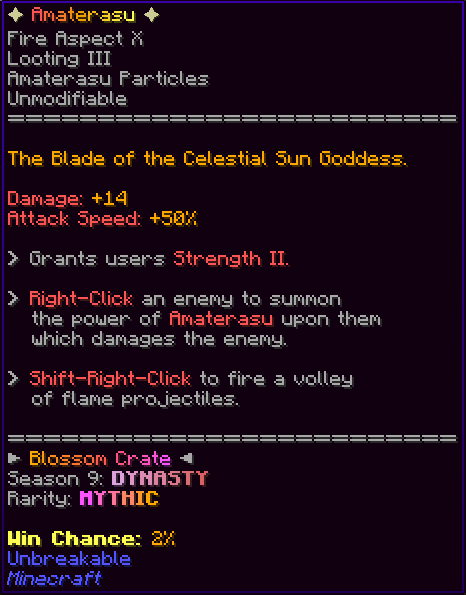 ✦ Amaterasu ✦
Fire Aspect X
Looting III
Amaterasu Particles
Unmodifiable
==============================
The Blade of the Celestial Sun Goddess.
Damage: +14
Attack Speed: +50%
> Grants users Strength II.
> Right-Click an enemy to summon
the power of Amaterasu upon them
which damages the enemy.
> Shift-Right-Click to fire a volley
of flame projectiles.
==============================
► Blossom Crate ◄
Season 9: DYNASTY
Rarity: MYTHIC
Win Chance: 2%
Unbreakable
Minecraft